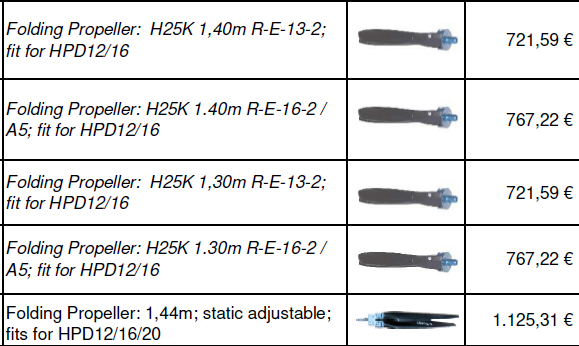 Folding Propeller:  H25K 1,40m R-E-13-2;
fit for HPD12/16
721,59 €
Folding Propeller: H25K 1.40m R-E-16-2 /
A5; fit for HPD12/16
767,22 €
Folding Propeller:  H25K 1,30m R-E-13-2;
fit for HPD12/16
721,59 €
Folding Propeller: H25K 1.30m R-E-16-2 /
A5; fit for HPD12/16
767,22 €
Folding Propeller: 1,44m; static adjustable;
fits for HPD12/16/20
1.125,31 €